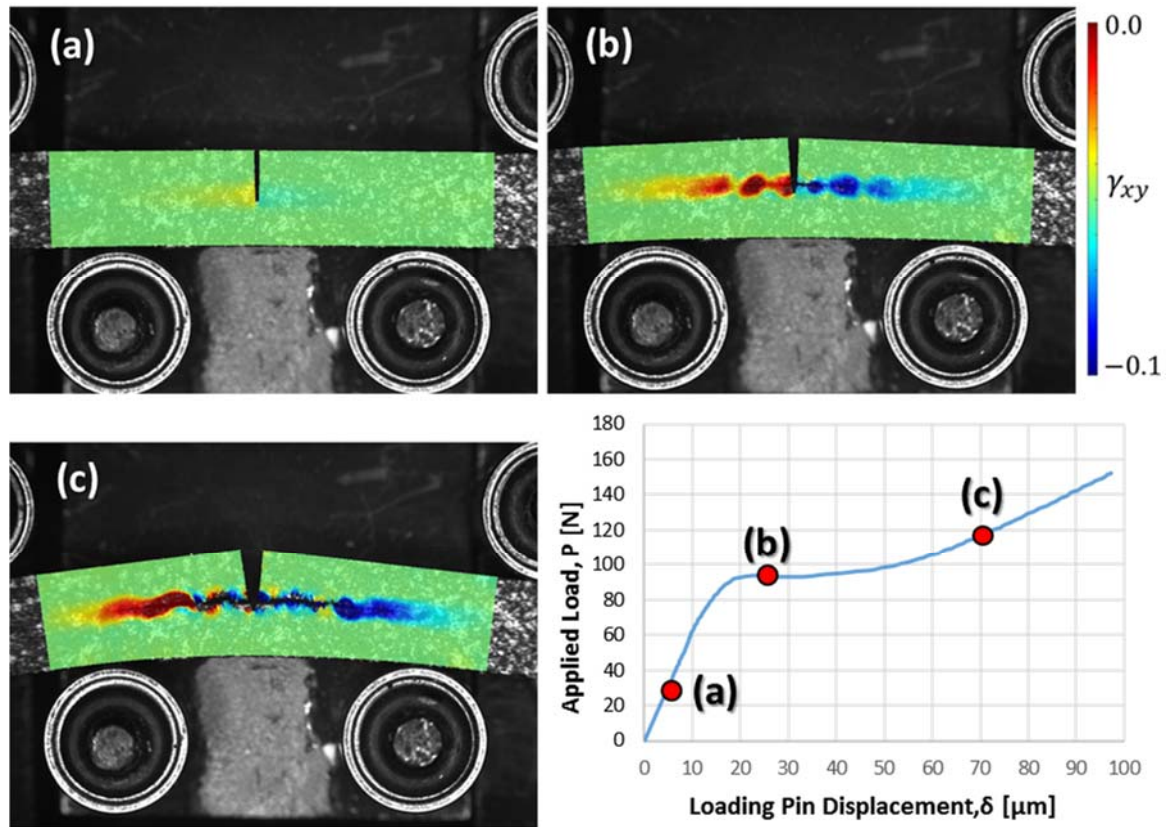 (a)
(b)
0.0
γxy
−0.1
(c)
180
160
140
120
100
80
60
40
20
0
Applied Load, P [N]
(a)
(b)
(c)
0 10 20 30 40 50 60 70 80 90 100
Loading Pin Displacement,δ [μm]